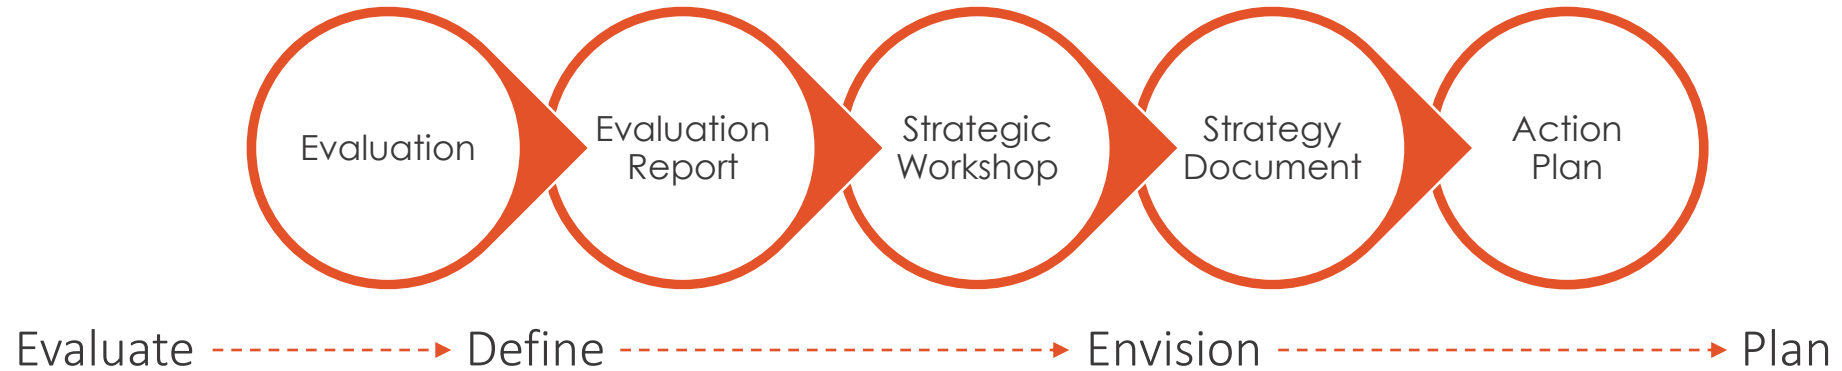 Evaluation
Evaluation
Report
Strategic
Workshop
Strategy
Document
Action
Plan
Evaluate
Define
Envision
Plan